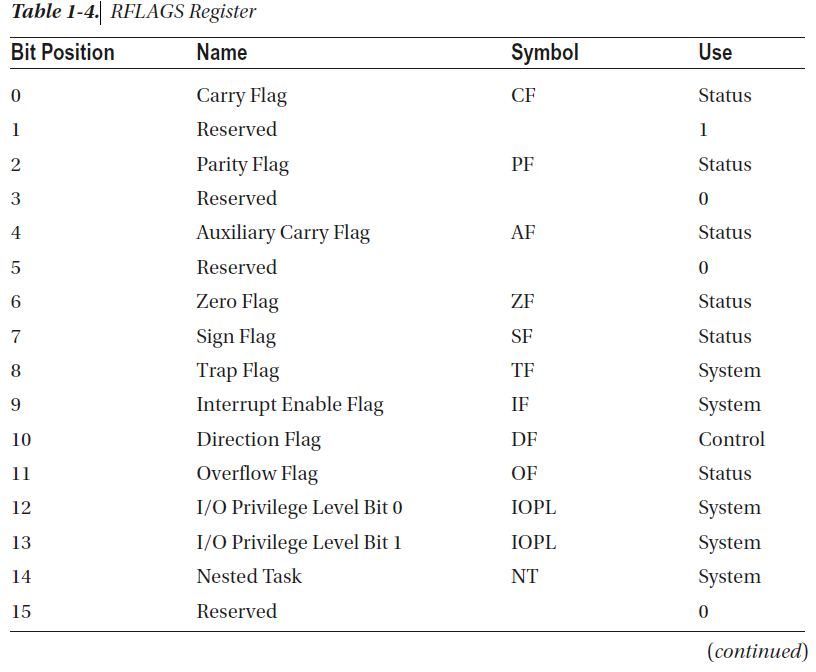 Table 1-4. RFLAGS Register
Bit Position Name Symbol Use
0 Carry Flag CF Status
1 Reserved 1
2 Parity Flag PF Status
3 Reserved 0
4 Auxiliary Carry Flag AF Status
5 Reserved 0
6 Zero Flag ZF Status
7 Sign Flag SF Status
8 Trap Flag TF System
9 Interrupt Enable Flag IF System
10 Direction Flag DF Control
11 Overflow Flag OF Status
12 I/O Privilege Level Bit 0 IOPL System
13 I/O Privilege Level Bit 1 IOPL System
14 Nested Task NT System
15 Reserved 0
(continued)